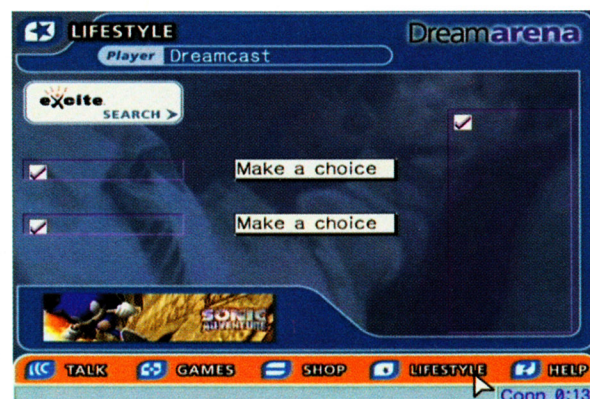 LIFESTYLE
Dreamarena
Player Dreamcast
excite
SEARCH >
Make a choice
Make a choice
SONIC
ADVENTURE
TALK GAMES SHOP LIFESTYLE HELP
Conn 0:13